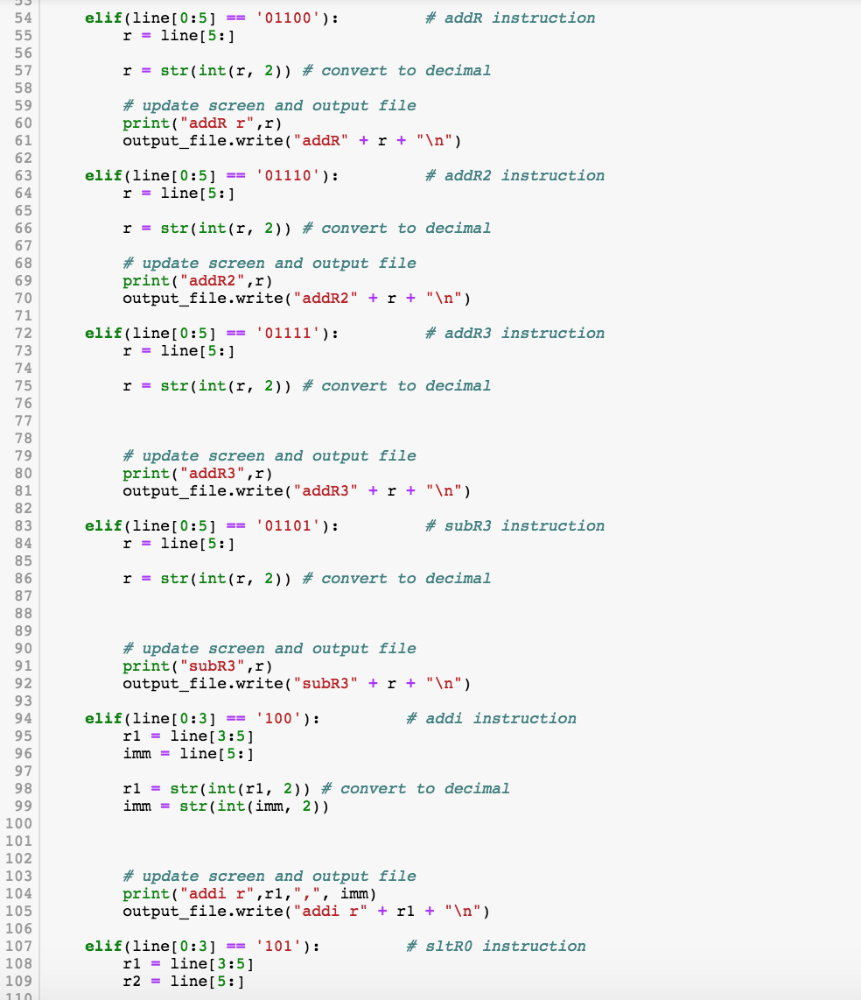 53
54 elif(line[0:5] == '01100'): # addR instruction
55 r = line[5:]
56
57 r = str(int(r, 2)) # convert to decimal
58
59 # update screen and output file
60 print("addR r",r)
61 output_file.write("addR" + r + "\n")
62
63 elif(line[0:5] == '01110'): # addR2 instruction
64 r = line[5:]
65
66 r = str(int(r, 2)) # convert to decimal
67
68 # update screen and output file
69 print("addR2",r)
70 output_file.write("addR2" + r + "\n")
71
72 elif(line[0:5] == '01111'): # addR3 instruction
73 r = line[5:]
74
75 r = str(int(r, 2)) # convert to decimal
76
77
78
79 # update screen and output file
80 print("addR3",r)
81 output_file.write("addR3" + r + "\n")
82
83 elif(line[0:5] == '01101'): # subR3 instruction
84 r = line[5:]
85
86 r = str(int(r, 2)) # convert to decimal
87
88
89
90 # update screen and output file
91 print("subR3",r)
92 output_file.write("subR3" + r + "\n")
93
94 elif(line[0:3] == '100'): # addi instruction
95 r1 = line[3:5]
96 imm = line[5:]
97
98 r1 = str(int(r1, 2)) # convert to decimal
99 imm = str(int(imm, 2))
100
101
102
103 # update screen and output file
104 print("addi r",r1,",", imm)
105 output_file.write("addi r" + r1 + "\n")
106
107 elif(line[0:3] == '101'): # sltR0 instruction
108 r1 = line[3:5]
109 r2 = line[5:]
110